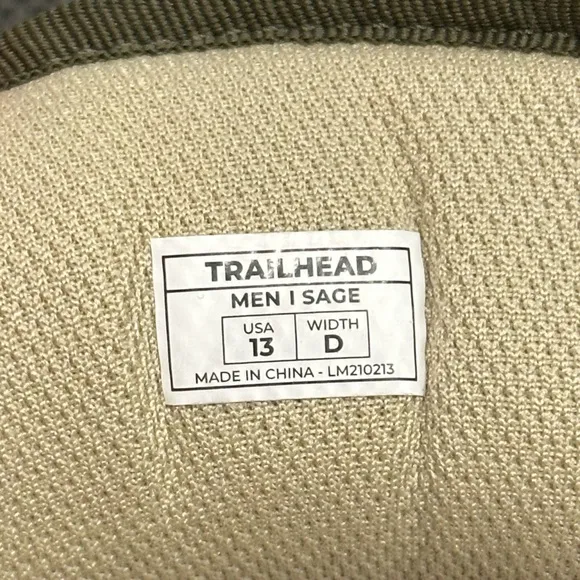 TRAILHEAD
MEN | SAGE
USA WIDTH
13 D
MADE IN CHINA - LM210213